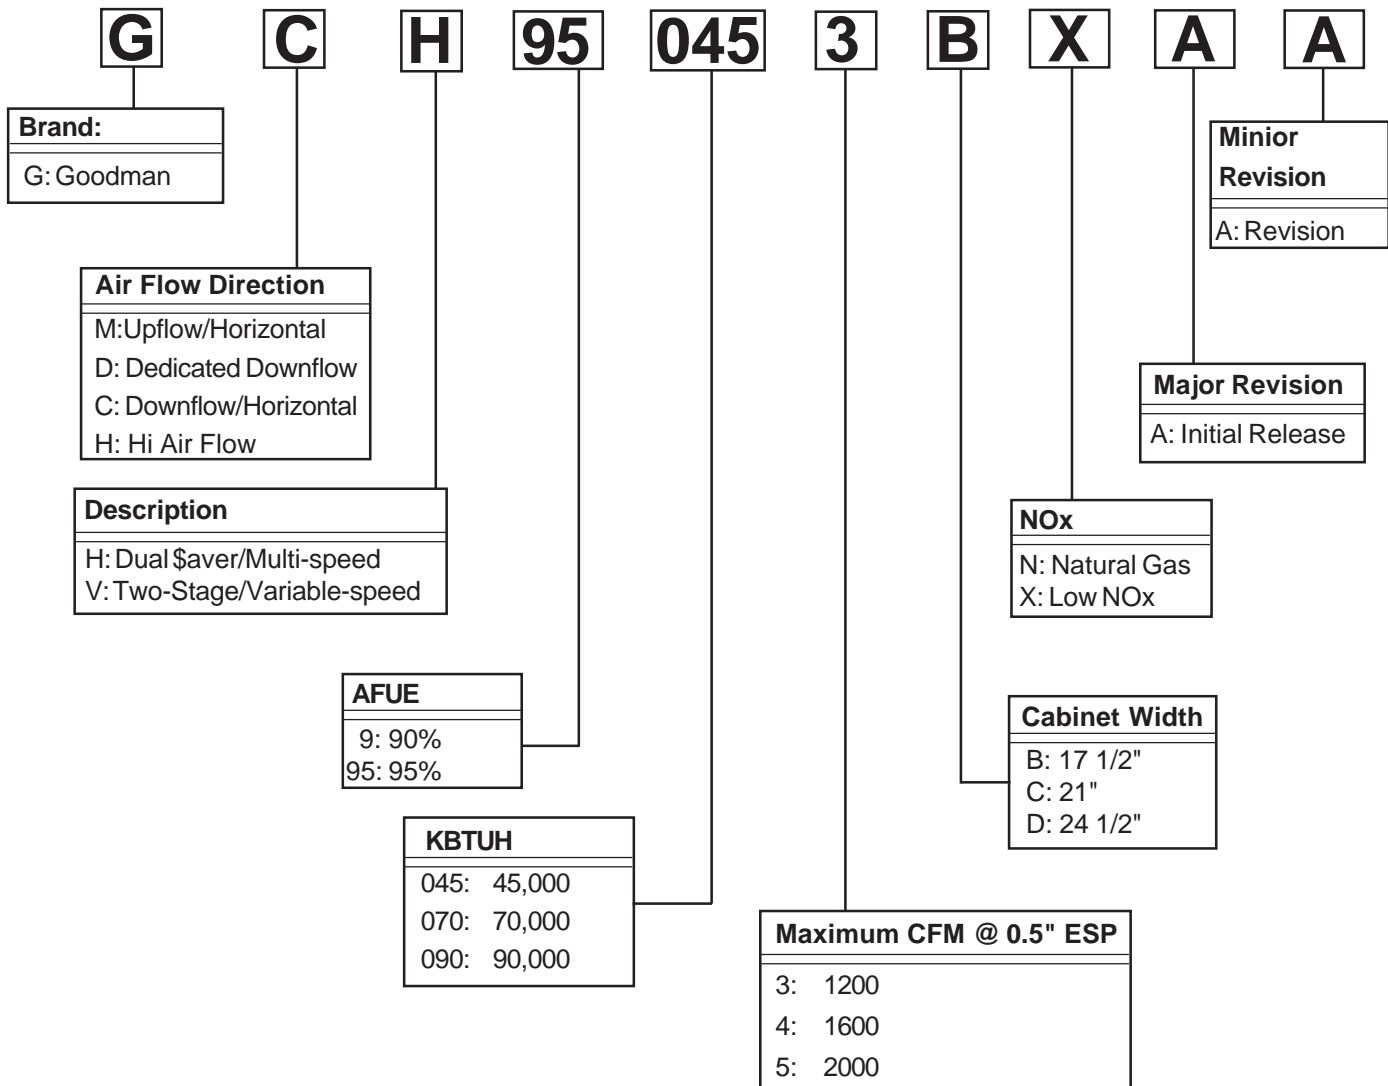 G C H 95 045 3 B X A A
Brand:
G: Goodman
Minior
Revision
A: Revision
Air Flow Direction
M:Upflow/Horizontal
D: Dedicated Downflow
C: Downflow/Horizontal
H: Hi Air Flow
Major Revision
A: Initial Release
Description
H: Dual $aver/Multi-speed
V: Two-Stage/Variable-speed
NOx
N: Natural Gas
X: Low NOx
AFUE
9: 90%
95: 95%
Cabinet Width
B: 17 1/2"
C: 21"
D: 24 1/2"
KBTUH
045: 45,000
070: 70,000
090: 90,000
Maximum CFM @ 0.5" ESP
3: 1200
4: 1600
5: 2000